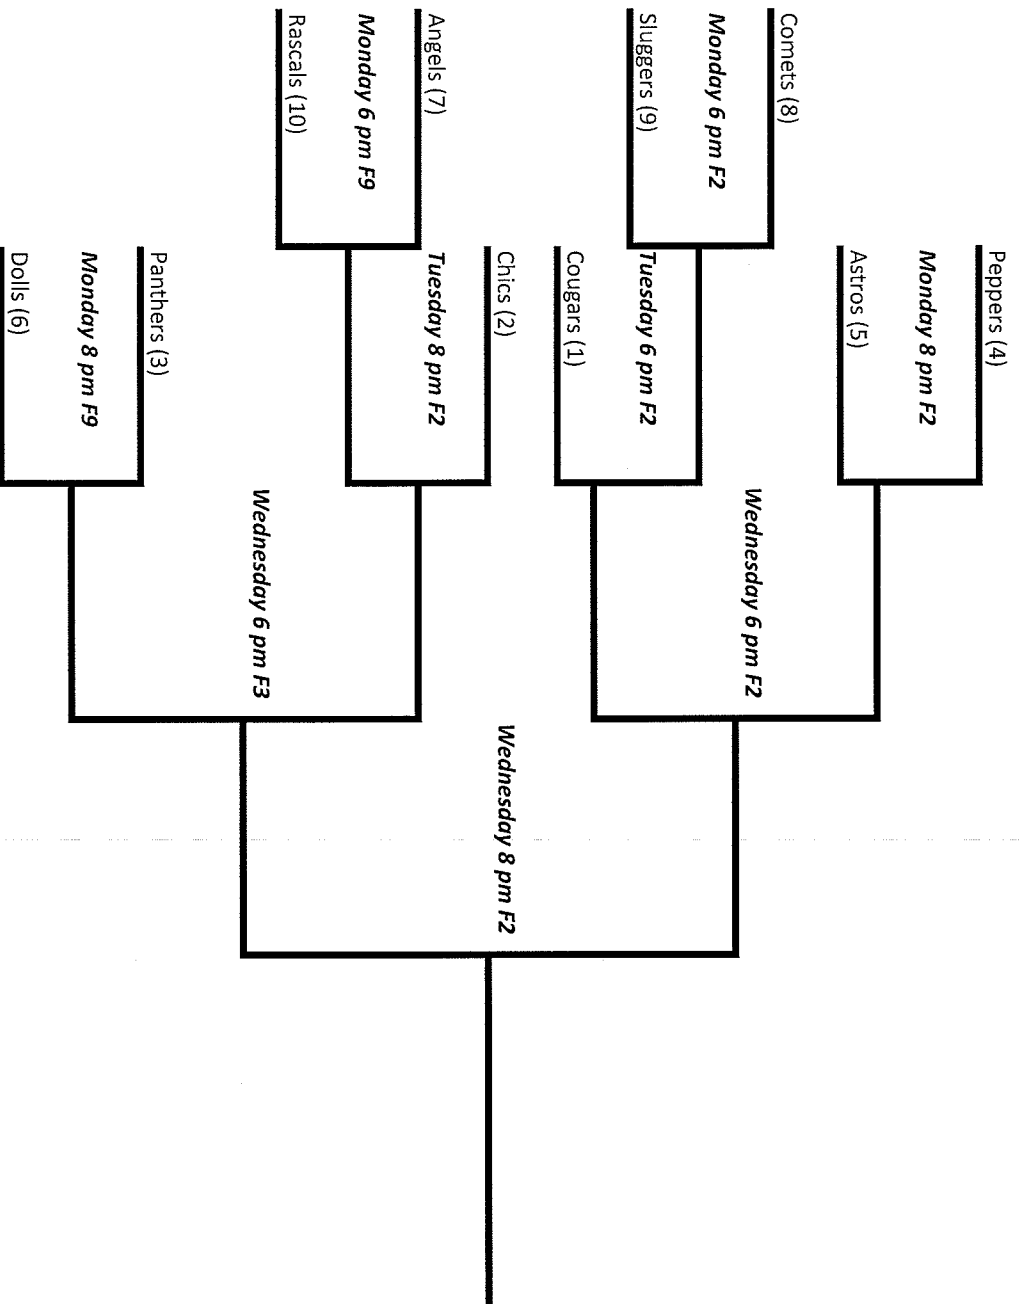 Peppers (4)
Monday 8 pm F2
Astros (5)
Comets (8)
Monday 6 pm F2
Sluggers (9)
Tuesday 6 pm F2
Cougars (1)
Wednesday 6 pm F2
Chics (2)
Tuesday 8 pm F2
Angels (7)
Monday 6 pm F9
Rascals (10)
Wednesday 6 pm F3
Panthers (3)
Monday 8 pm F9
Dolls (6)
Wednesday 8 pm F2